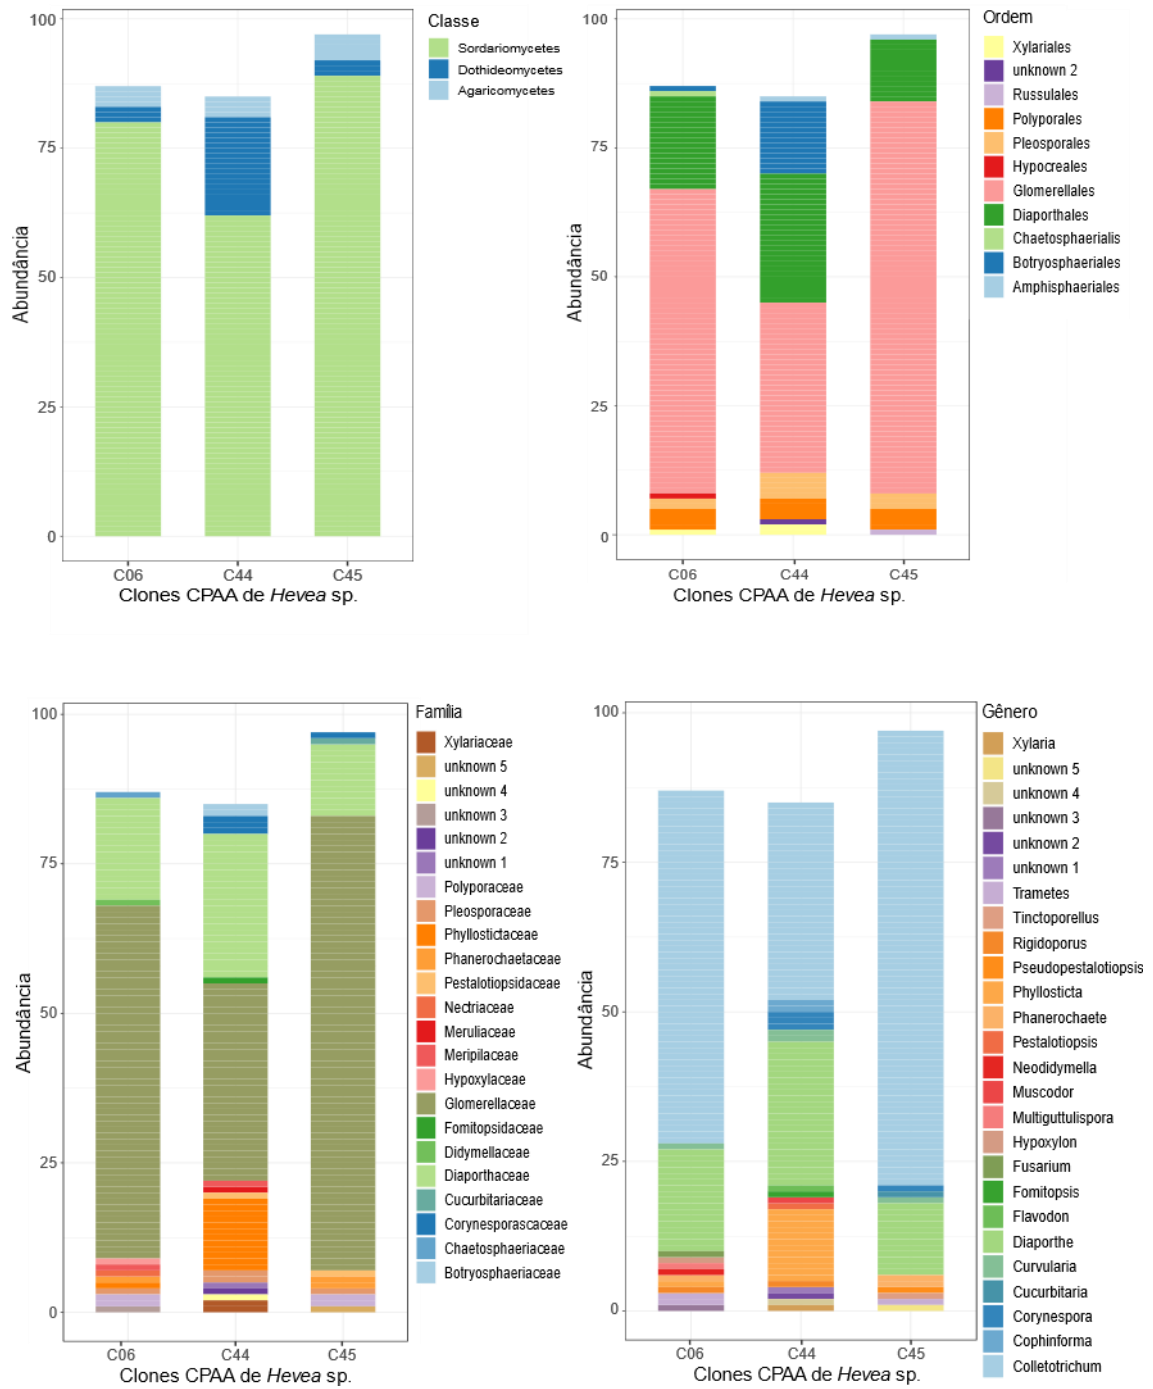 Classe
Sordariomycetes
Dothideomycetes
Agaricomycetes
100
75
50
25
0
Abundância
C06 C44 C45
Clones CPAA de Hevea sp.
Ordem
Xylariales
unknown 2
Russulales
Polyporales
Pleosporales
Hypocreales
Glomerellales
Diaporthales
Chaetosphaerialis
Botryosphaeriales
Amphisphaeriales
100
75
50
25
0
Abundância
C06 C44 C45
Clones CPAA de Hevea sp.
Família
Xylariaceae
unknown 5
unknown 4
unknown 3
unknown 2
unknown 1
Polyporaceae
Pleosporaceae
Phyllostictaceae
Phanerochaetaceae
Pestalotiopsidaceae
Nectriaceae
Meruliaceae
Meripilaceae
Hypoxylaceae
Glomerellaceae
Fomitopsidaceae
Didymellaceae
Diaporthaceae
Cucurbitariaceae
Corynesporascaceae
Chaetosphaeriaceae
Botryosphaeriaceae
100
75
50
25
0
Abundância
C06 C44 C45
Clones CPAA de Hevea sp.
Gênero
Xylaria
unknown 5
unknown 4
unknown 3
unknown 2
unknown 1
Trametes
Tinctoporellus
Rigidoporus
Pseudopestalotiopsis
Phyllosticta
Phanerochaete
Pestalotiopsis
Neodidymella
Muscodor
Multiguttulispora
Hypoxylon
Fusarium
Fomitopsis
Flavodon
Diaporthe
Curvularia
Cucurbitaria
Corynespora
Cophinforma
Colletotrichum
100
75
50
25
0
Abundância
C06 C44 C45
Clones CPAA de Hevea sp.